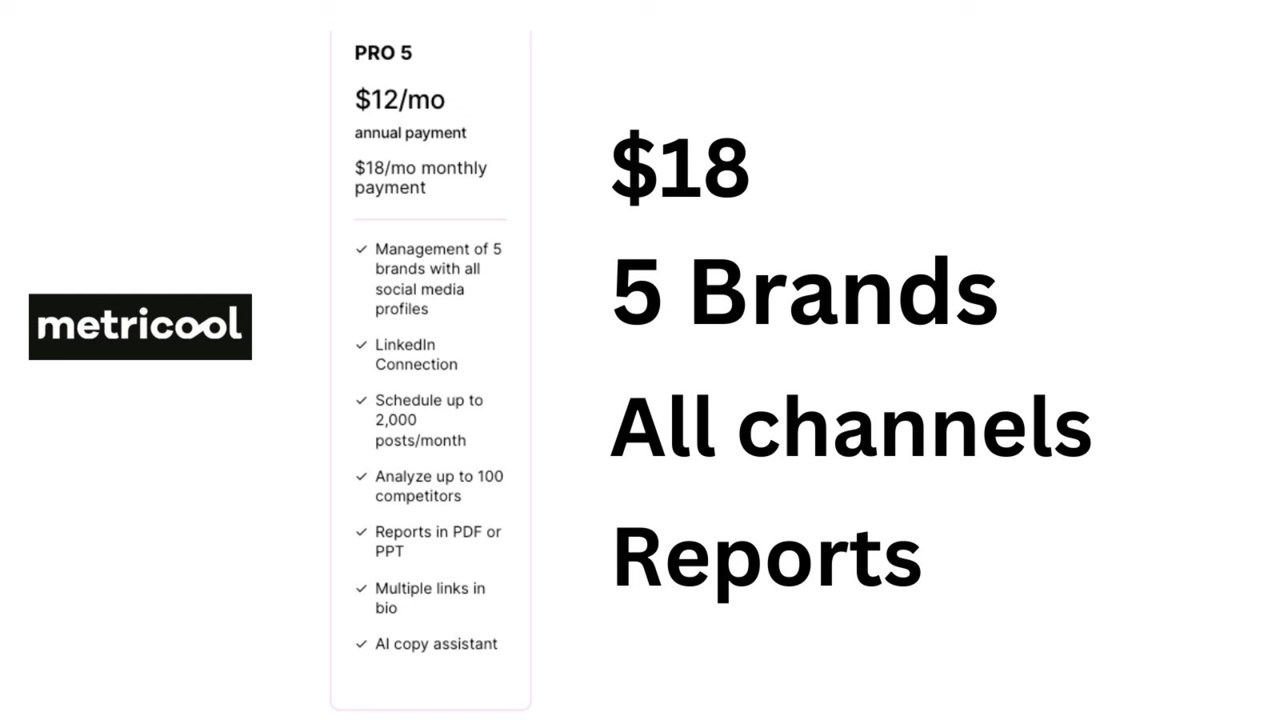 metricool
PRO 5
$12/mo
annual payment
$18/mo monthly
payment
✓ Management of 5
brands with all
social media
profiles
✓ LinkedIn
Connection
✓ Schedule up to
2,000
posts/month
✓ Analyze up to 100
competitors
✓ Reports in PDF or
PPT
✓ Multiple links in
bio
✓ AI copy assistant
$18
5 Brands
All channels
Reports